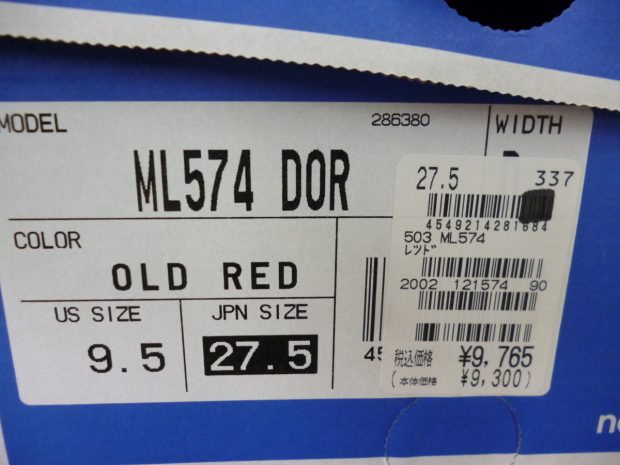 MODEL
286380
WIDTH
ML574 DOR
COLOR
OLD RED
US SIZE
9.5
JPN SIZE
27.5
45
27.5 337
4549214281684
503 ML574
レツド
2002 121574 90
税込価格 ¥9,765
(本体価格 ¥9,300)